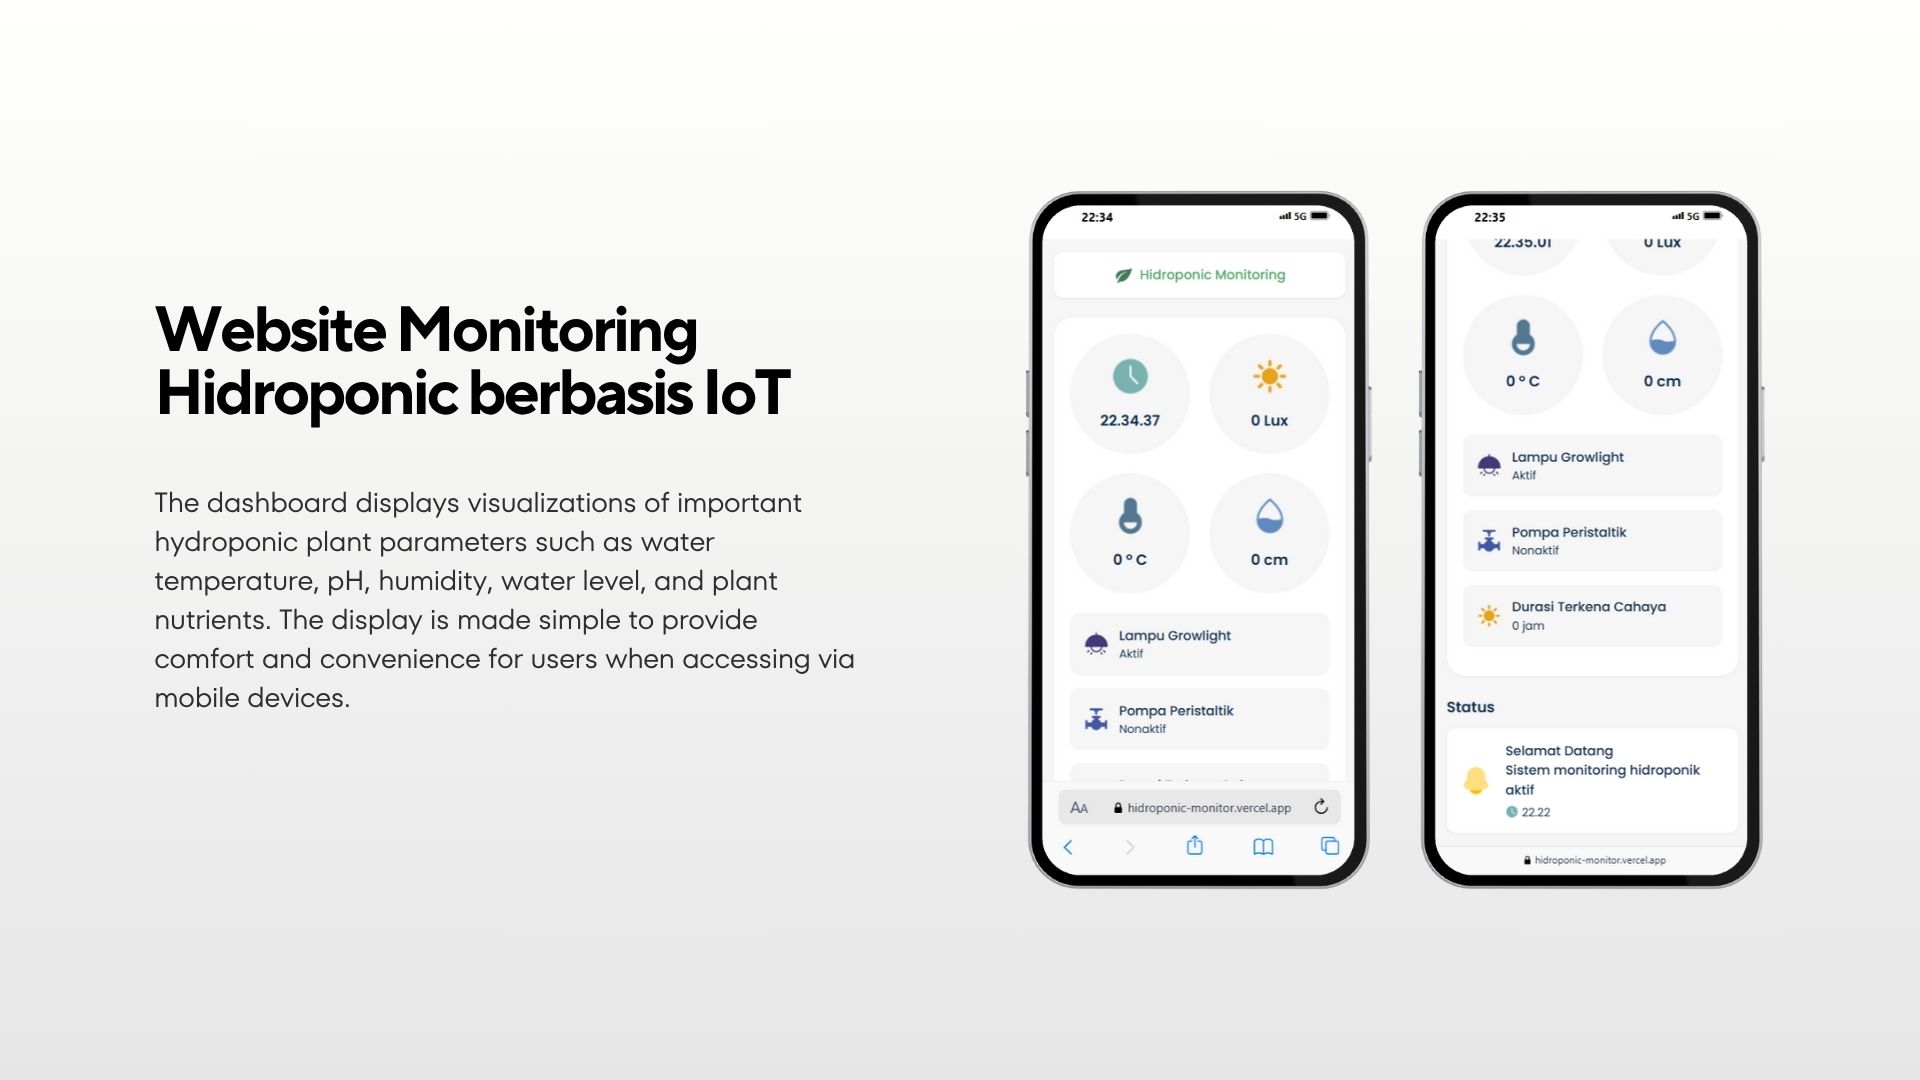 Website Monitoring
Hidroponic berbasis IoT
The dashboard displays visualizations of important
hydroponic plant parameters such as water
temperature, pH, humidity, water level, and plant
nutrients. The display is made simple to provide
comfort and convenience for users when accessing via
mobile devices.
22:34
5G
Hidroponic Monitoring
22.34.37
0 Lux
0 ° C
0 cm
Lampu Growlight
Aktif
Pompa Peristaltik
Nonaktif
AA
hidroponic-monitor.vercel.app
22:35
5G
22.35.01
0 Lux
0 ° C
0 cm
Lampu Growlight
Aktif
Pompa Peristaltik
Nonaktif
Durasi Terkena Cahaya
0 jam
Status
Selamat Datang
Sistem monitoring hidroponik
aktif
22.22
hidroponic-monitor.vercel.app